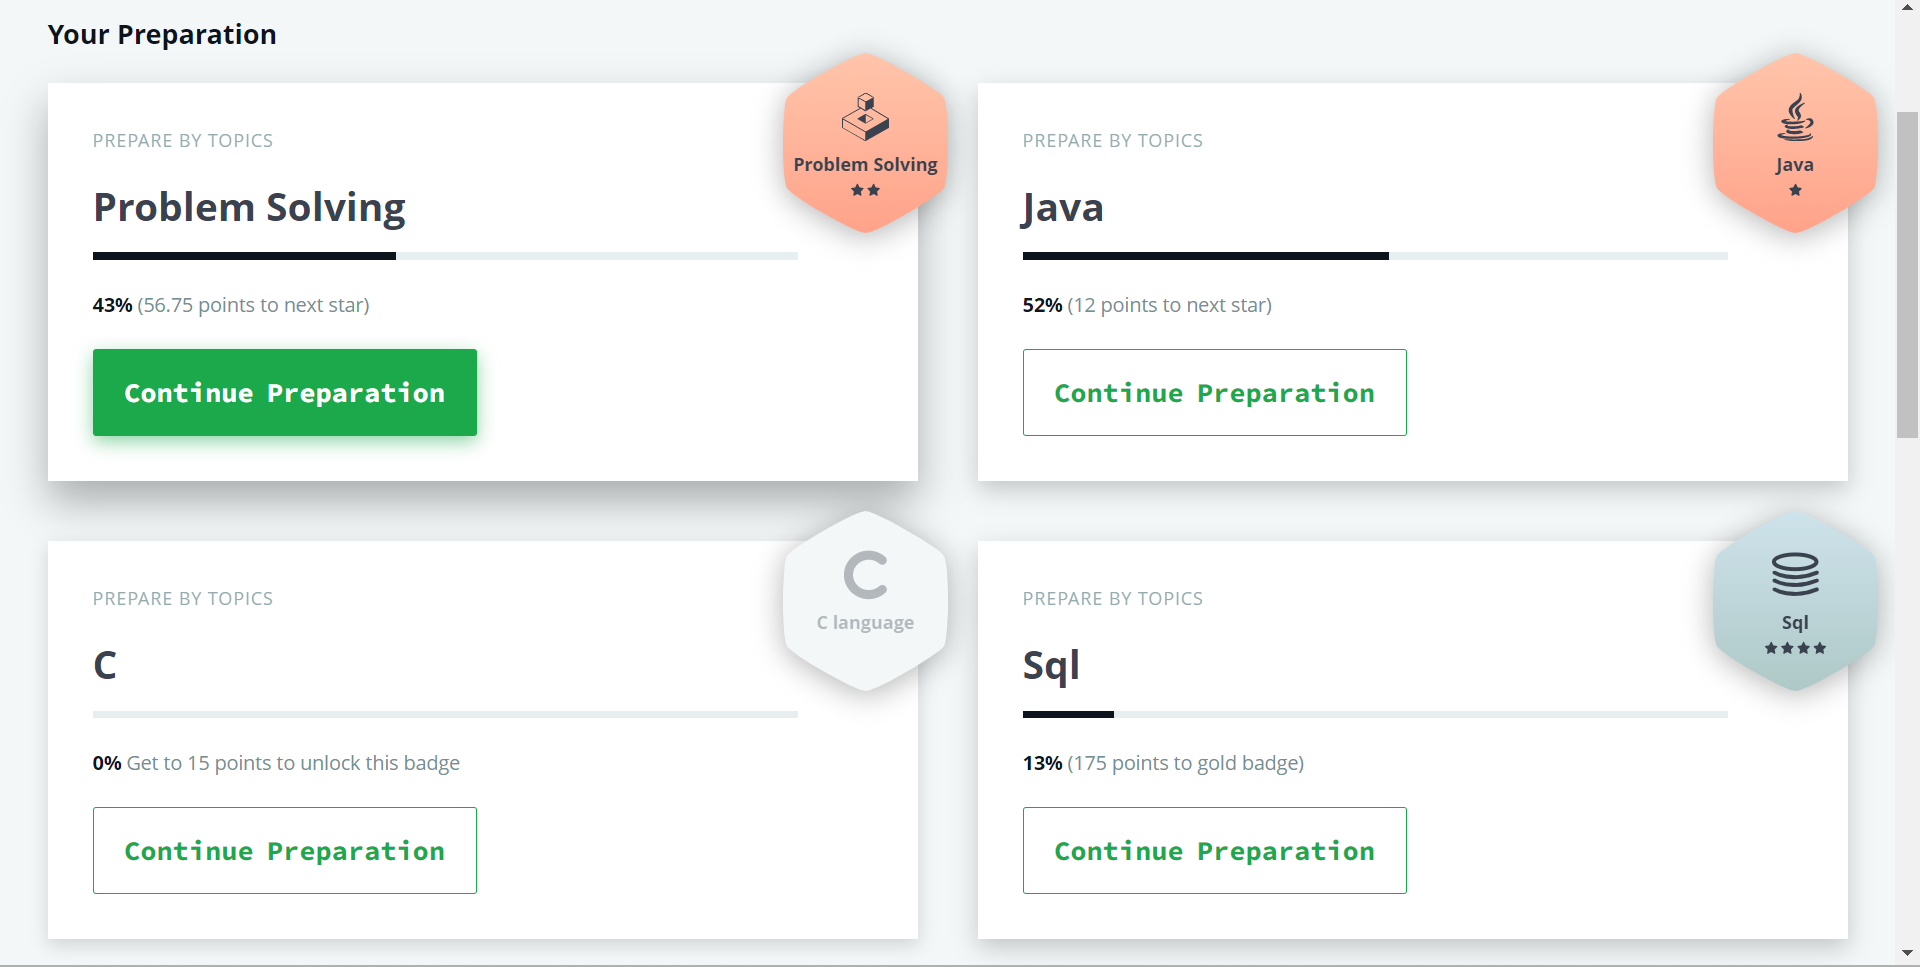 Your Preparation
PREPARE BY TOPICS
Problem Solving
43% (56.75 points to next star)
Continue Preparation
Problem Solving
PREPARE BY TOPICS
Java
52% (12 points to next star)
Continue Preparation
Java
PREPARE BY TOPICS
C
0% Get to 15 points to unlock this badge
Continue Preparation
C
C language
PREPARE BY TOPICS
Sql
13% (175 points to gold badge)
Continue Preparation
Sql